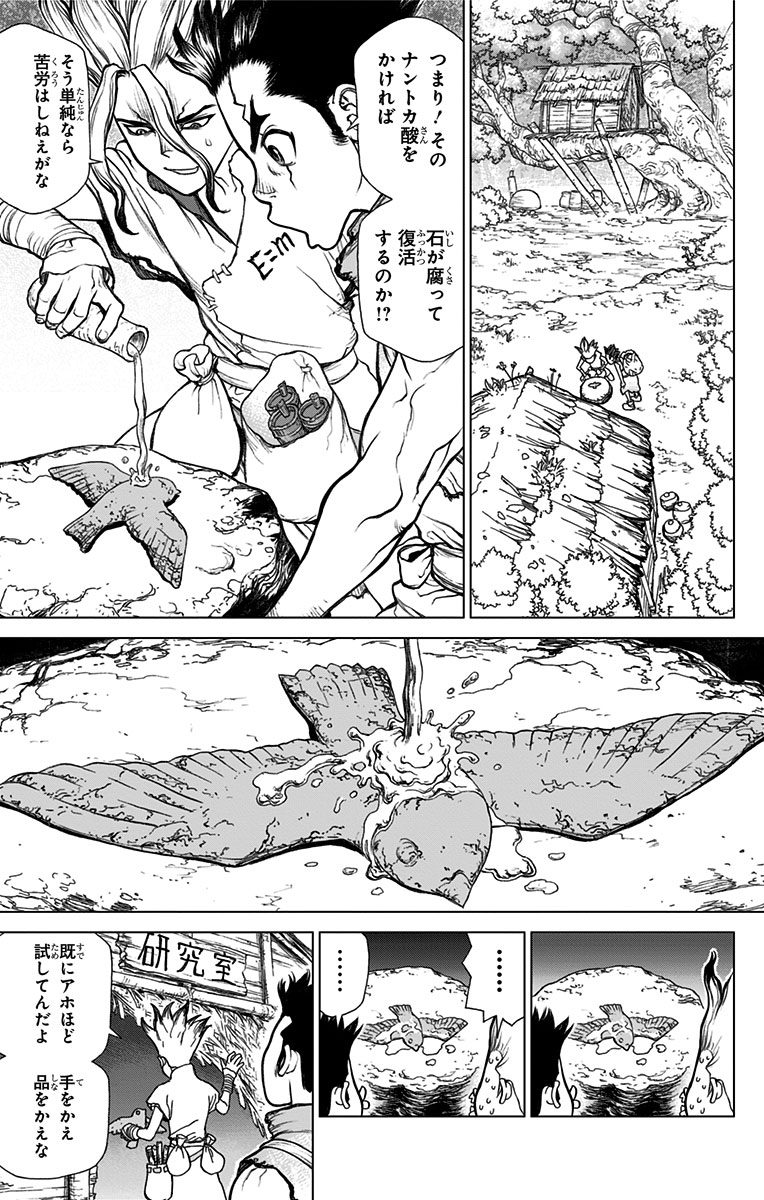 つまり！その
ナントカ酸を
かければ
石が腐って
復活
するのか!?
そう単純なら
苦労はしねえがな
E=m
…
…
研究室
既にアホほど
試してんだよ
手をかえ
品をかえな